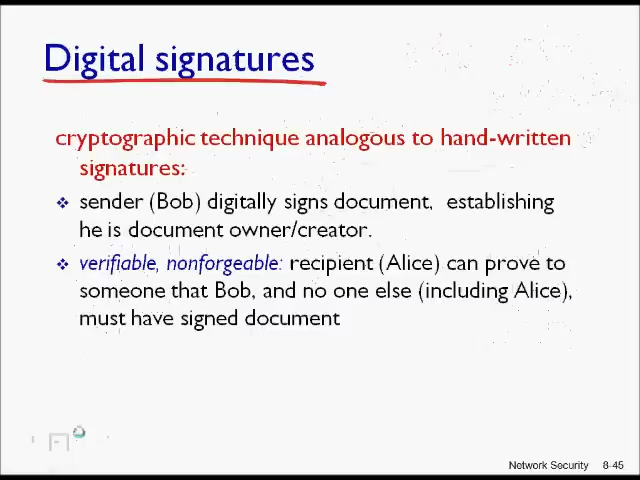 Digital signatures
cryptographic technique analogous to hand-written
signatures:
sender (Bob) digitally signs document, establishing
he is document owner/creator.
verifiable, nonforgeable: recipient (Alice) can prove to
someone that Bob, and no one else (including Alice),
must have signed document
Network Security 8-45